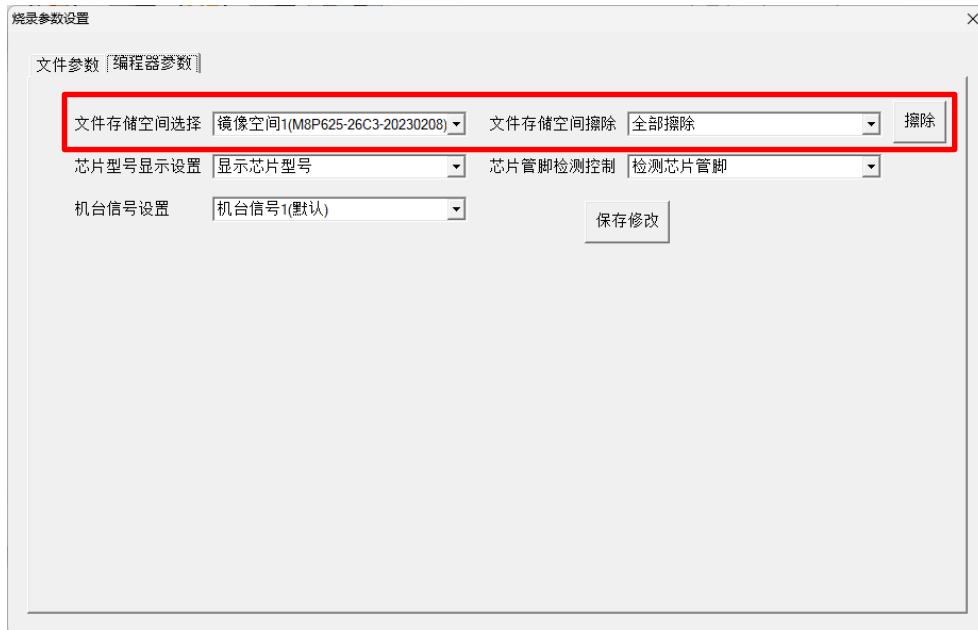 烧录参数设置
文件参数 编程器参数
文件存储空间选择 镜像空间1(M8P625-26C3-20230208) 文件存储空间擦除 全部擦除 擦除
芯片型号显示设置 显示芯片型号 芯片管脚检测控制 检测芯片管脚
机台信号设置 机台信号1(默认) 保存修改